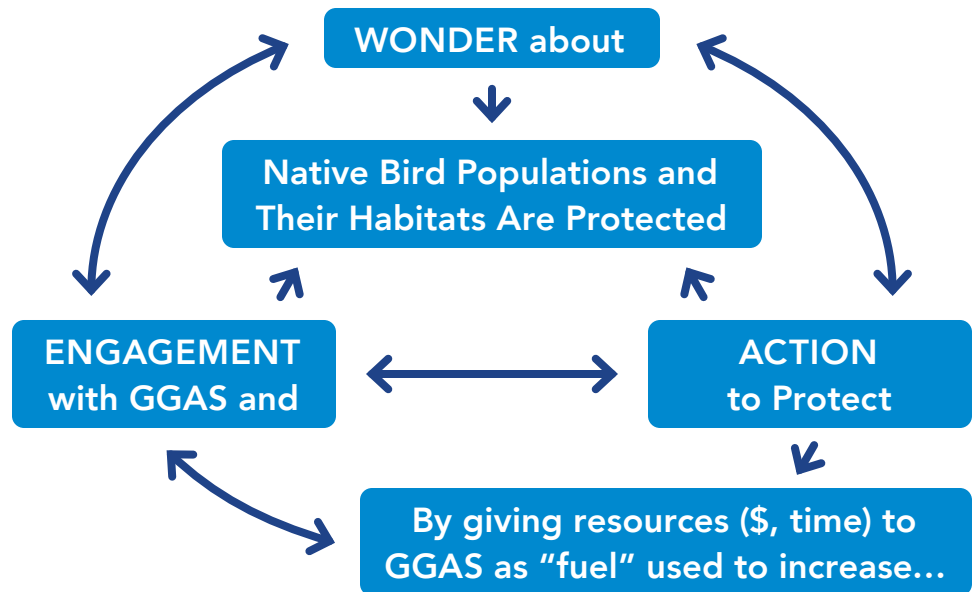 WONDER about
Native Bird Populations and
Their Habitats Are Protected
ENGAGEMENT
with GGAS and
ACTION
to Protect
By giving resources ($, time) to
GGAS as “fuel” used to increase…